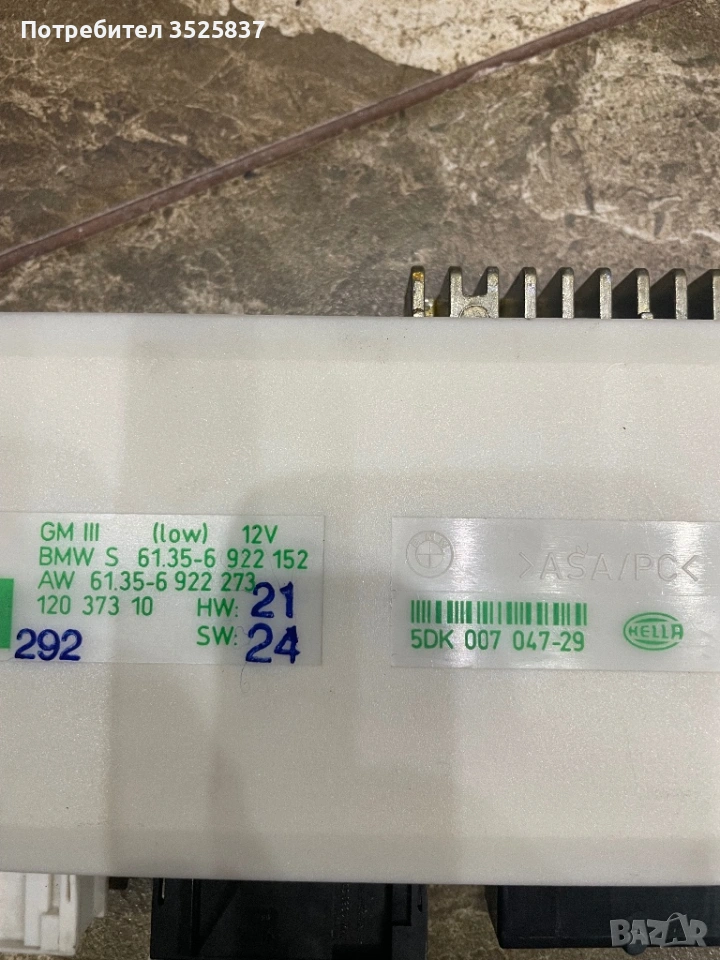 Потребител 3525837
GM III (low) 12V
BMW S 61.35-6 922 152
AW 61.35-6 922 273
120 373 10 HW: 21
SW: 24
292
>ASA/PC<
5DK 007 047-29
HELLA
BAZAR